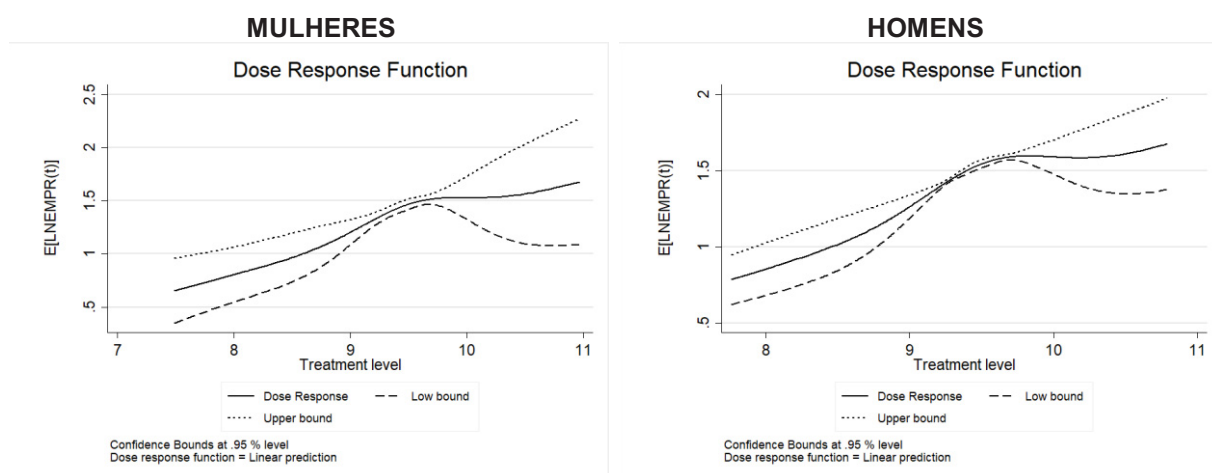 MULHERES
Dose Response Function
E[LNEMPR(t)]
2.5
2
1.5
1
.5
7 8 9 10 11
Treatment level
Dose Response Low bound
Upper bound
Confidence Bounds at .95 % level
Dose response function = Linear prediction
HOMENS
Dose Response Function
E[LNEMPR(t)]
2
1.5
1
.5
8 9 10 11
Treatment level
Dose Response Low bound
Upper bound
Confidence Bounds at .95 % level
Dose response function = Linear prediction